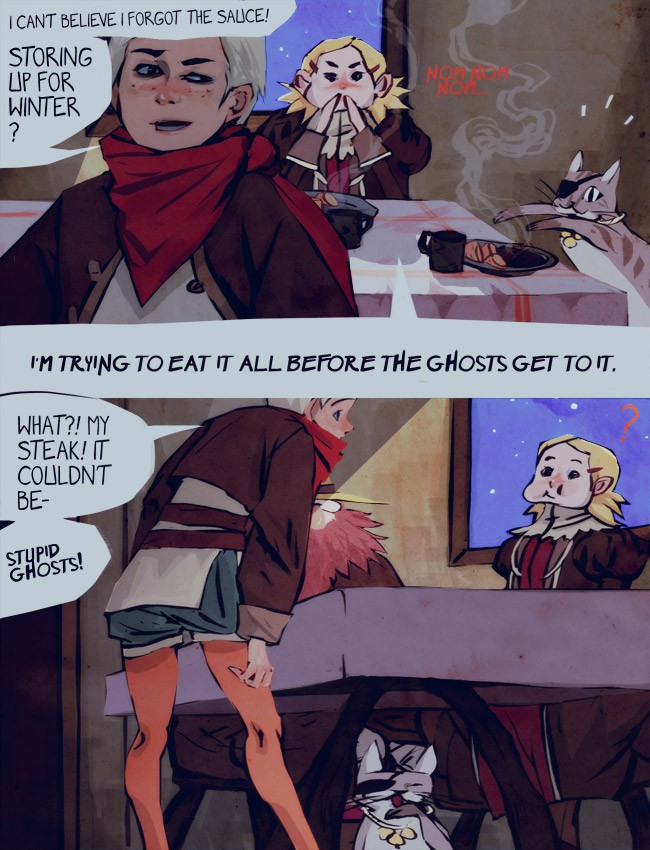 I CAN'T BELIEVE I FORGOT THE SAUCE!
STORING
UP FOR
WINTER
?
NOM NOM
NOM...
I'M TRYING TO EAT IT ALL BEFORE THE GHOSTS GET TO IT.
WHAT?! MY
STEAK! IT
COULDN'T
BE-
?
STUPID
GHOSTS!